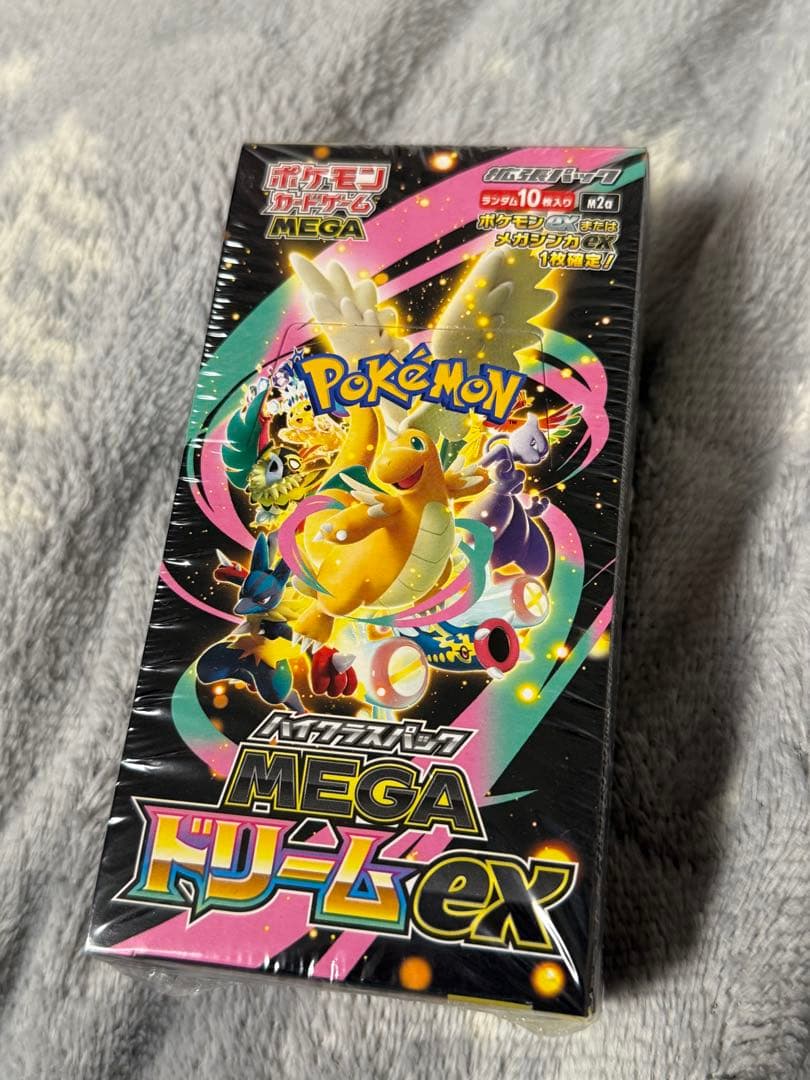 ポケモン
カードゲーム
MEGA
拡張パック
ランダム10枚入り
M2a
ポケモンexまたは
メガシンカex
1枚確定!
POKéMON
TM
ハイクラスパック
MEGA
ドリームex